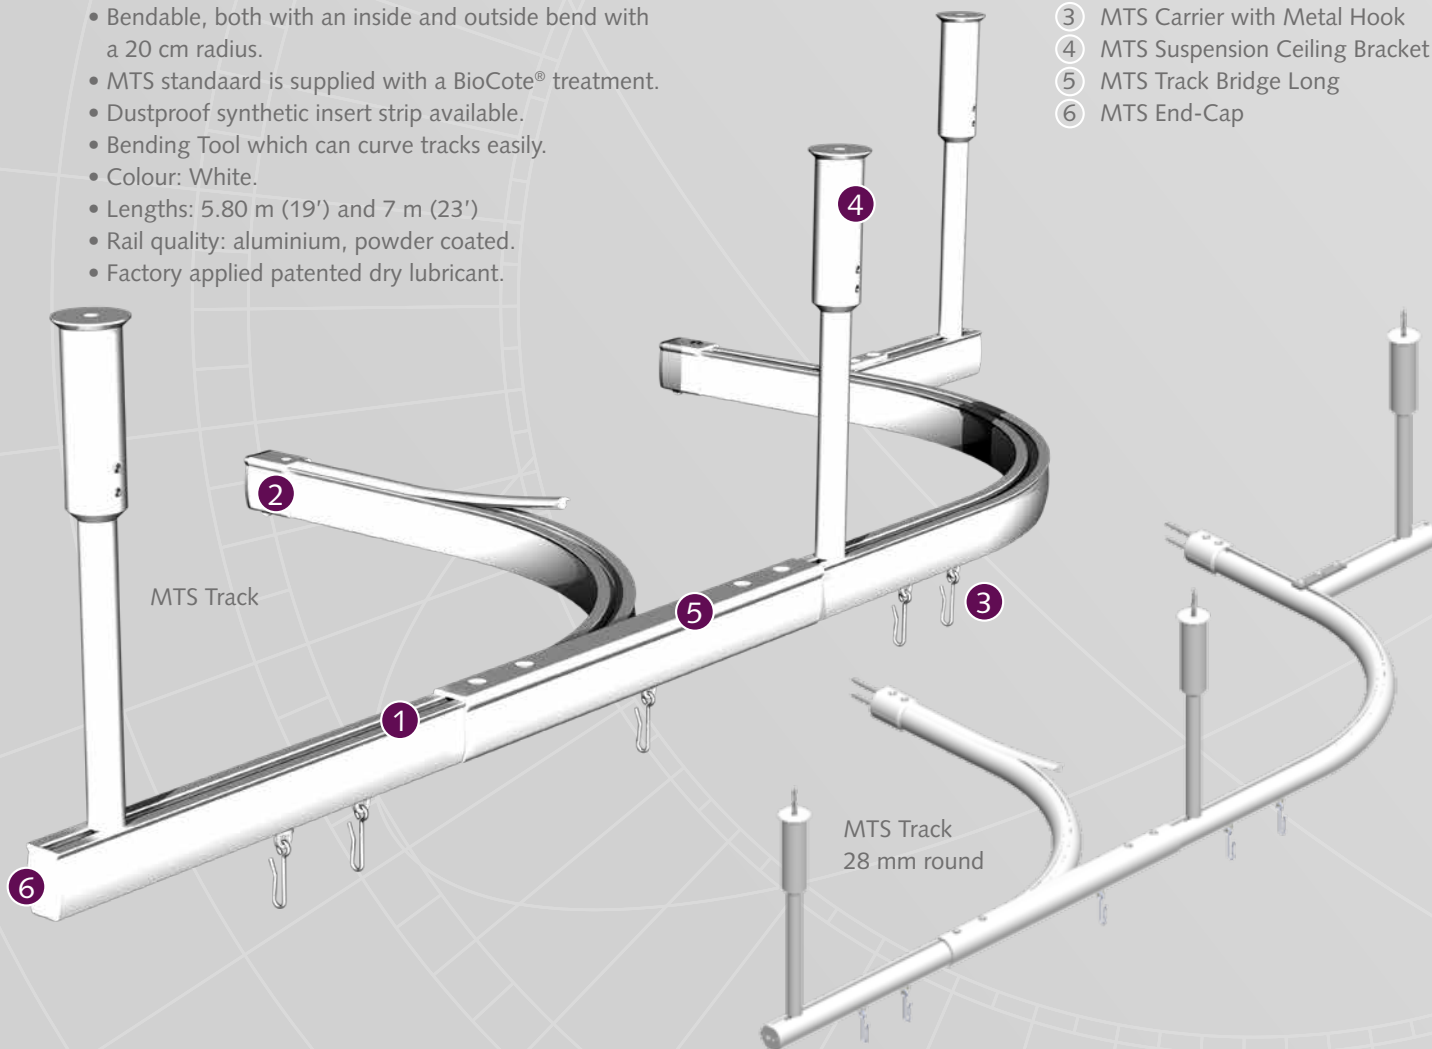 • Bendable, both with an inside and outside bend with
a 20 cm radius.
• MTS standaard is supplied with a BioCote® treatment.
• Dustproof synthetic insert strip available.
• Bending Tool which can curve tracks easily.
• Colour: White.
• Lengths: 5.80 m (19’) and 7 m (23’)
• Rail quality: aluminium, powder coated.
• Factory applied patented dry lubricant.
3 MTS Carrier with Metal Hook
4 MTS Suspension Ceiling Bracket
5 MTS Track Bridge Long
6 MTS End-Cap
4
2
MTS Track
5
3
1
6
MTS Track
28 mm round